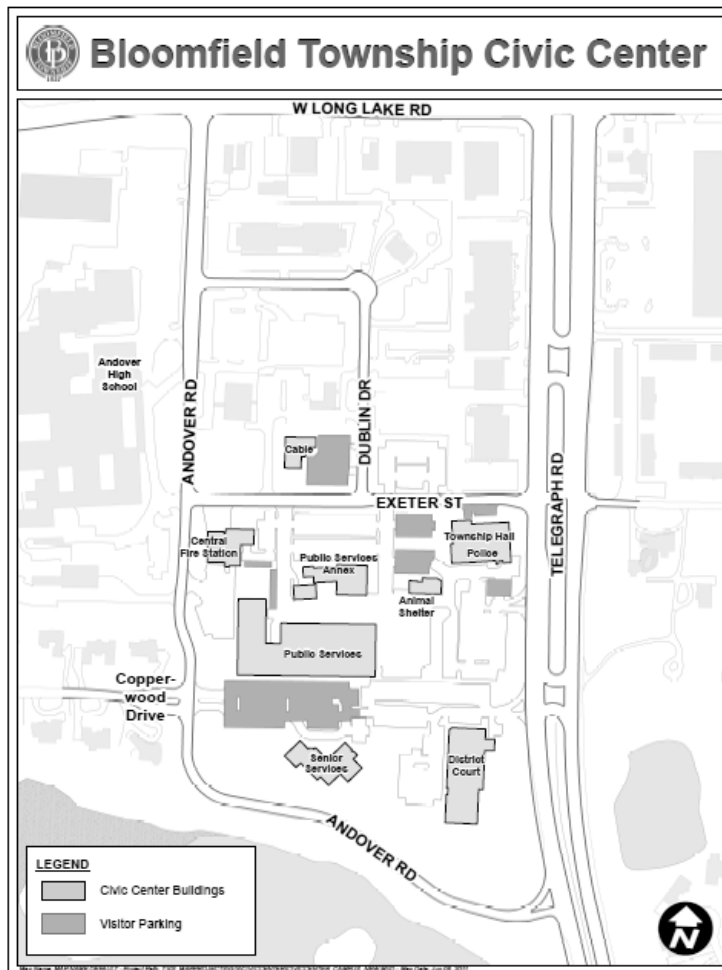 Bloomfield Township Civic Center
W LONG LAKE RD
Andover
High
School
ANDOVER RD
DUBLIN DR
Cable
EXETER ST
TELEGRAPH RD
Central
Fire Station
Public Services
Annex
Township Hall
Police
Animal
Shelter
Public Services
Copper-
wood
Drive
Senior
Services
District
Court
ANDOVER RD
LEGEND
Civic Center Buildings
Visitor Parking
N